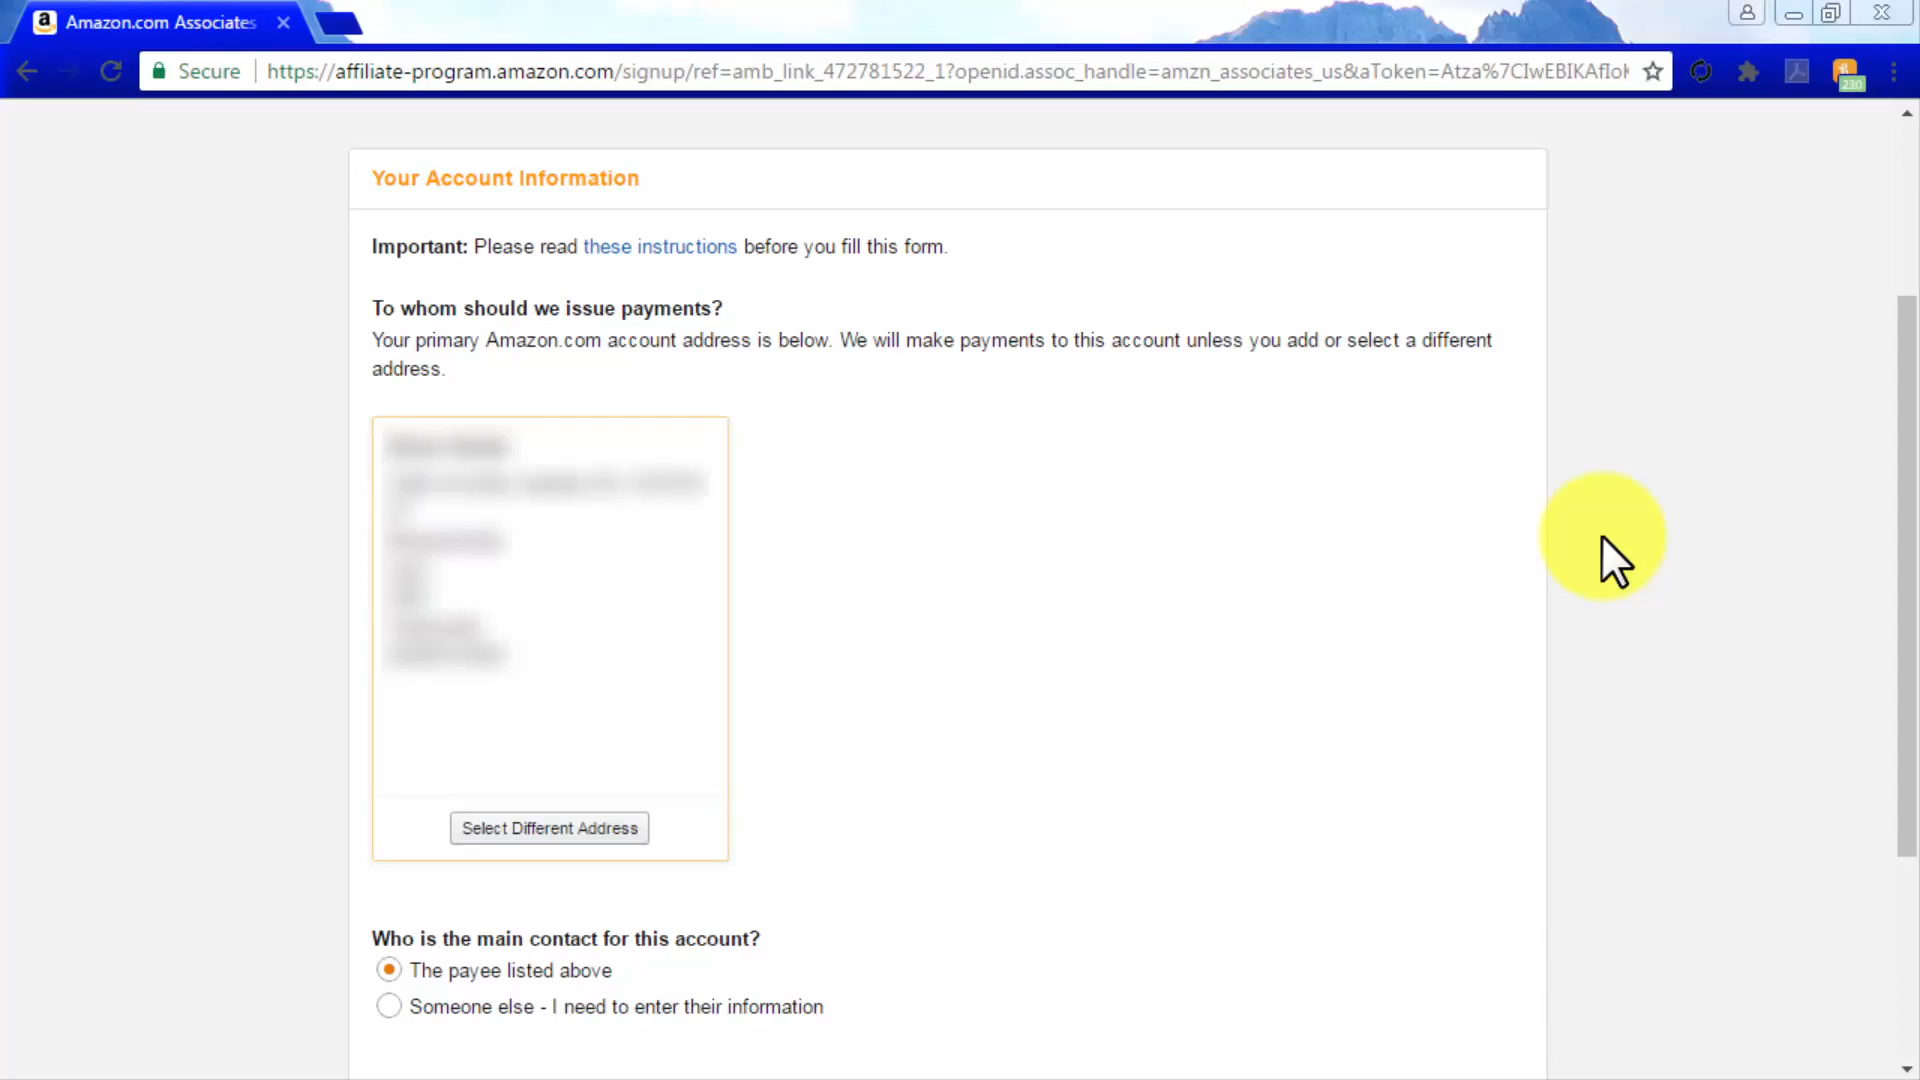 Amazon.com Associates
Secure https://affiliate-program.amazon.com/signup/ref=amb_link_472781522_1?openid.assoc_handle=amzn_associates_us&aToken=Atza%7CIwEBIKAfIoK
230
Your Account Information
Important: Please read these instructions before you fill this form.
To whom should we issue payments?
Your primary Amazon.com account address is below. We will make payments to this account unless you add or select a different
address.
Select Different Address
Who is the main contact for this account?
The payee listed above
Someone else - I need to enter their information